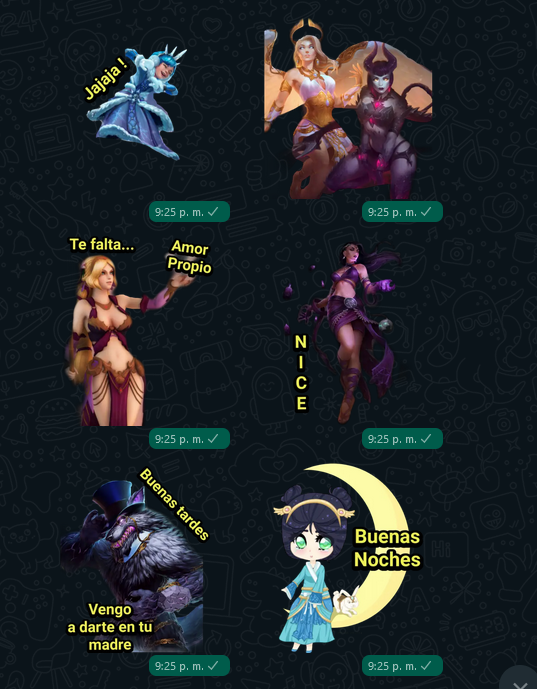 Jajaja !
9:25 p. m.
9:25 p. m.
Te falta...
Amor
Propio
9:25 p. m.
N
I
C
E
9:25 p. m.
Buenas tardes
Vengo
a darte en tu
madre
9:25 p. m.
Buenas
Noches
9:25 p. m.